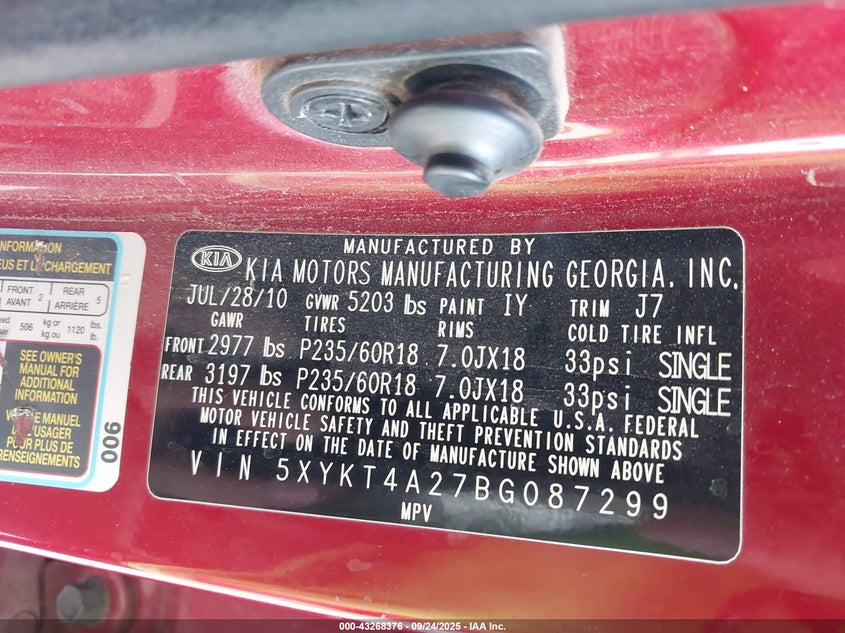 MANUFACTURED BY
KIA KIA MOTORS MANUFACTURING GEORGIA, INC.
JUL/28/10 GVWR 5203 lbs PAINT IY TRIM J7
GAWR TIRES RIMS COLD TIRE INFL
FRONT 2977 lbs P235/60R18 7.0JX18 33psi SINGLE
REAR 3197 lbs P235/60R18 7.0JX18 33psi SINGLE
THIS VEHICLE CONFORMS TO ALL APPLICABLE U.S.A. FEDERAL
MOTOR VEHICLE SAFETY AND THEFT PREVENTION STANDARDS
IN EFFECT ON THE DATE OF MANUFACTURE SHOWN ABOVE
VIN 5XYKT4A27BG087299
MPV
INFORMATION
CHARGEMENT
FRONT 2 REAR 5
AVANT ARRIÈRE
506 kg or 1120 lbs.
kg ou lb.
SEE OWNER'S
MANUAL FOR
ADDITIONAL
INFORMATION
MANUEL
POUR PLUS DE
RENSEIGNEMENTS
006
000-43268376 - 09/24/2025 - IAA Inc.